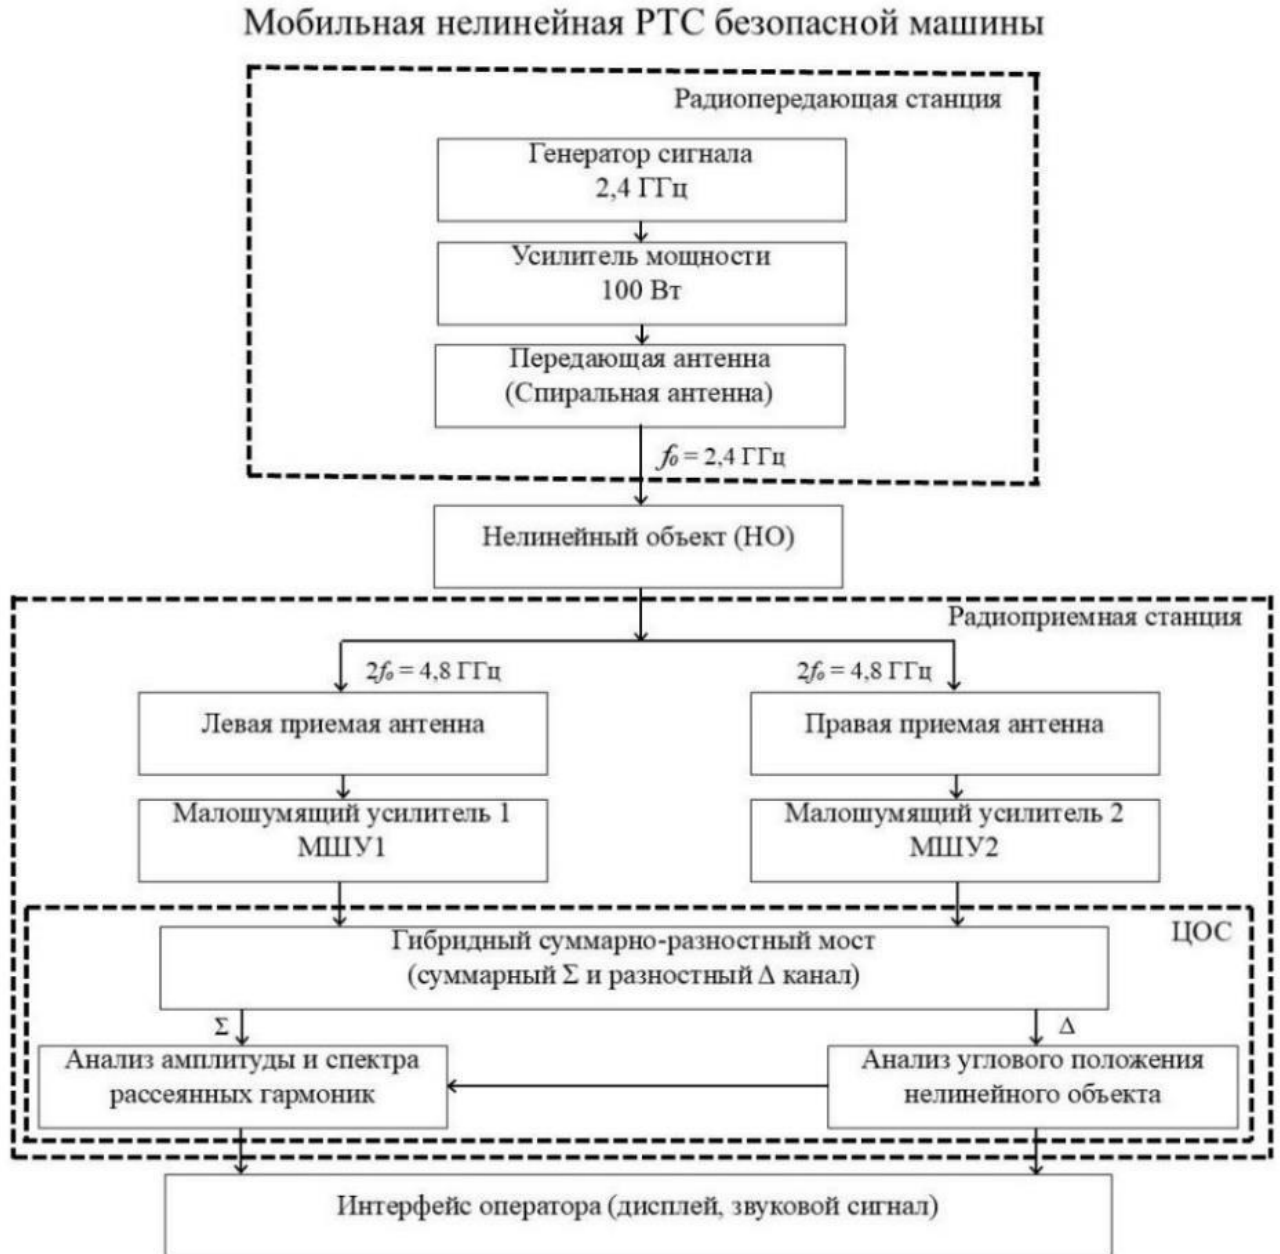 Мобильная нелинейная РТС безопасной машины
Радиопередающая станция
Генератор сигнала
2,4 ГГц
Усилитель мощности
100 Вт
Передающая антенна
(Спиральная антенна)
f₀ = 2,4 ГГц
Нелинейный объект (НО)
Радиоприемная станция
2f₀ = 4,8 ГГц
2f₀ = 4,8 ГГц
Левая приемая антенна
Правая приемая антенна
Малошумящий усилитель 1
МШУ1
Малошумящий усилитель 2
МШУ2
ЦОС
Гибридный суммарно-разностный мост
(суммарный Σ и разностный Δ канал)
Σ
Δ
Анализ амплитуды и спектра
рассеянных гармоник
Анализ углового положения
нелинейного объекта
Интерфейс оператора (дисплей, звуковой сигнал)